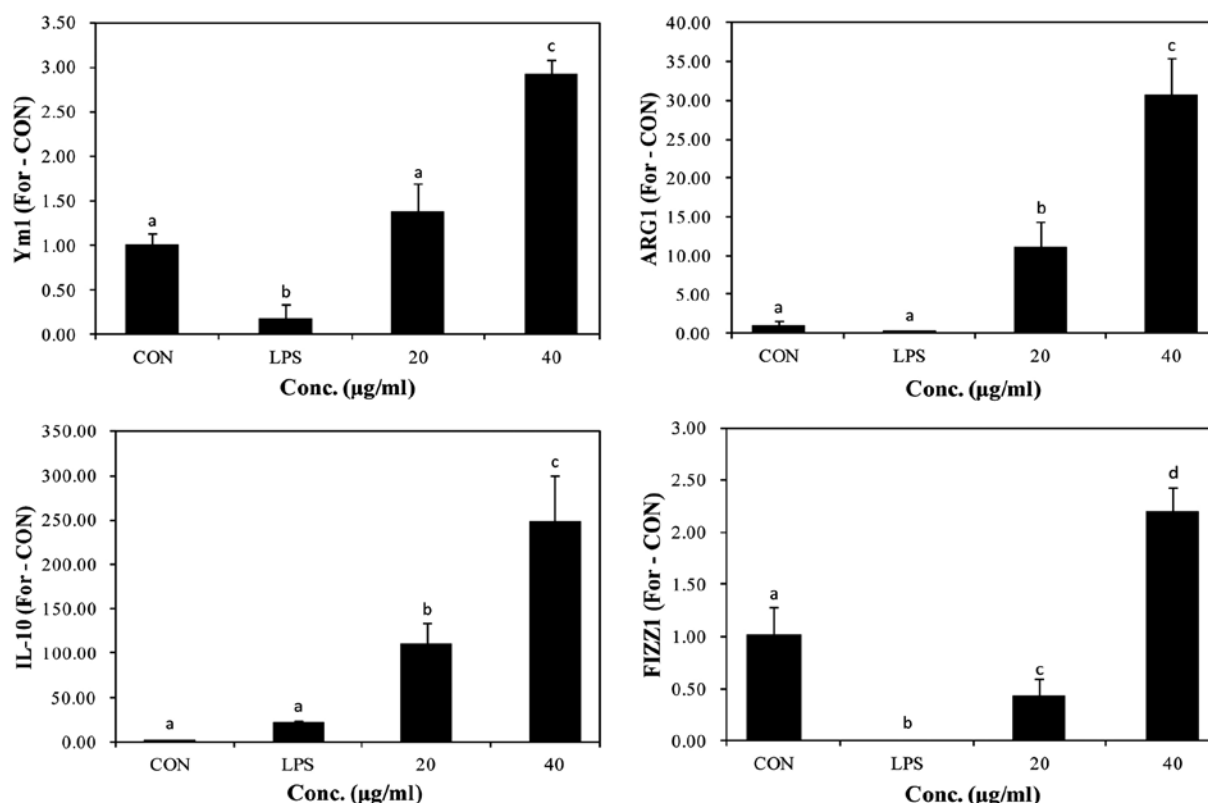 Ym1 (For - CON)
3.50
3.00
2.50
2.00
1.50
1.00
0.50
0.00
a
b
a
c
CON LPS 20 40
Conc. (µg/ml)
ARG1 (For - CON)
40.00
35.00
30.00
25.00
20.00
15.00
10.00
5.00
0.00
a
a
b
c
CON LPS 20 40
Conc. (µg/ml)
IL-10 (For - CON)
350.00
300.00
250.00
200.00
150.00
100.00
50.00
0.00
a
a
b
c
CON LPS 20 40
Conc. (µg/ml)
FIZZ1 (For - CON)
3.00
2.50
2.00
1.50
1.00
0.50
0.00
a
b
c
d
CON LPS 20 40
Conc. (µg/ml)